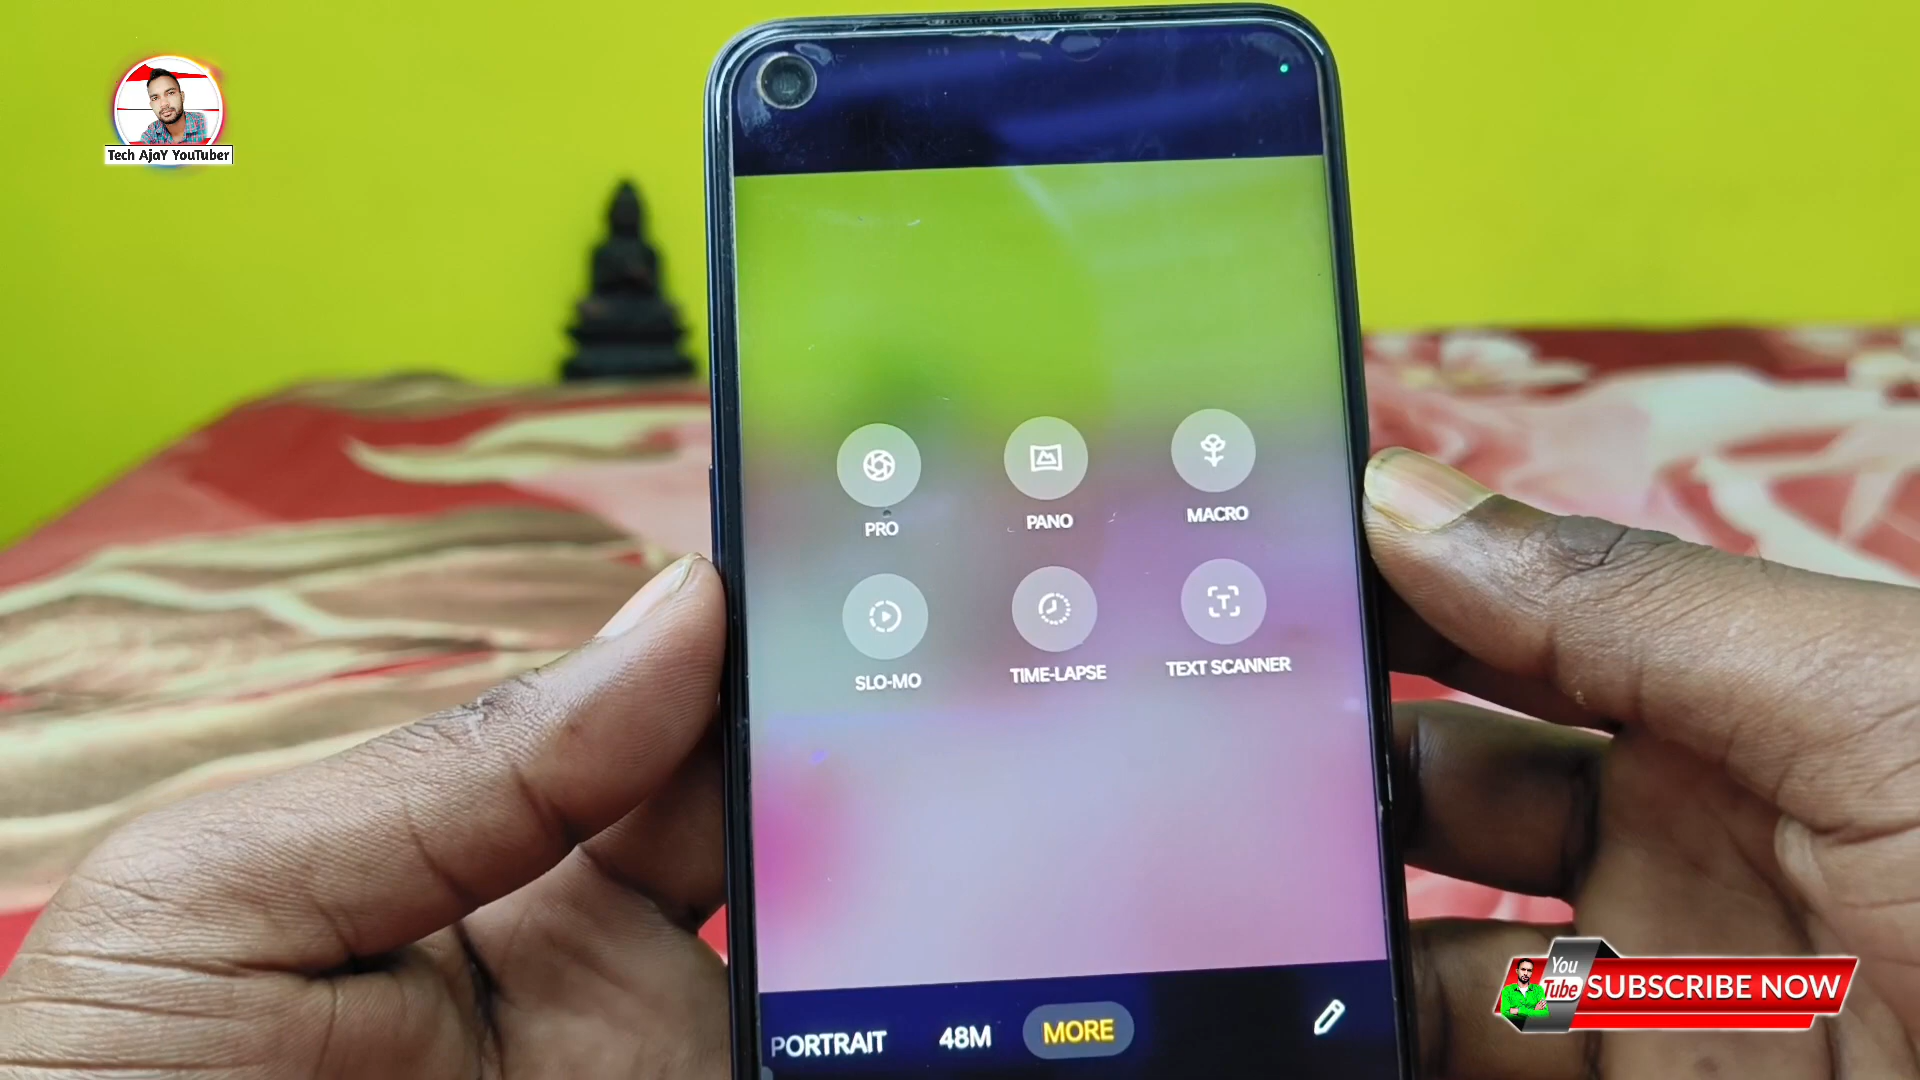 Tech AjaY YouTuber
PRO
PANO
MACRO
SLO-MO
TIME-LAPSE
TEXT SCANNER
PORTRAIT
48M
MORE
You
Tube
SUBSCRIBE NOW